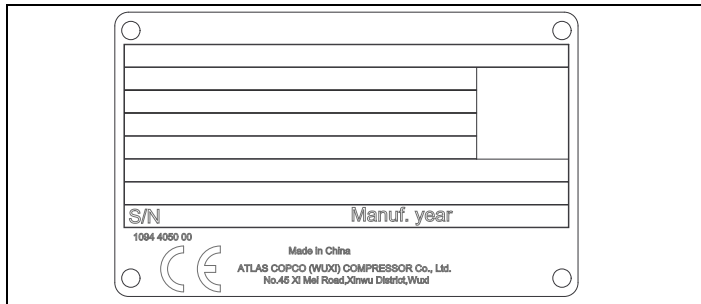 S/N Manuf. year
1094 4050 00
CE
Made in China
ATLAS COPCO (WUXI) COMPRESSOR Co., Ltd.
No.45 Xi Mei Road,Xinwu District,Wuxi